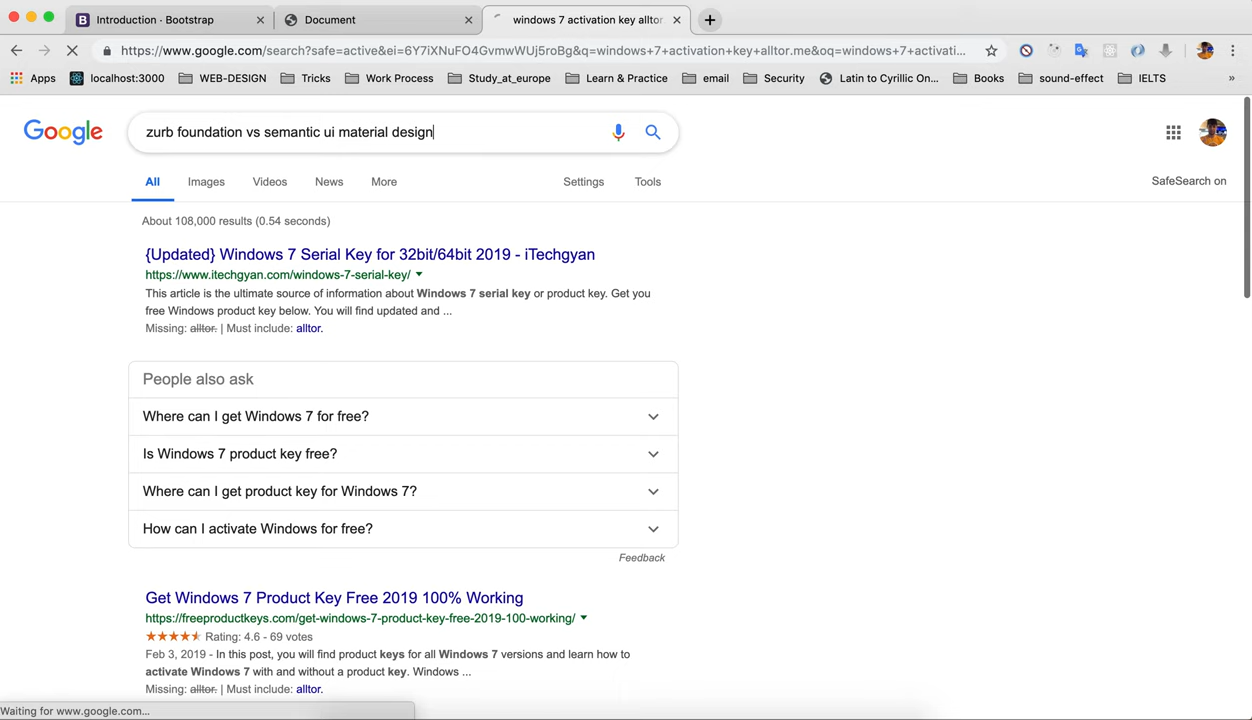 Introduction · Bootstrap
Document
windows 7 activation key alltor.
https://www.google.com/search?safe=active&ei=6Y7iXNuFO4GvmwWUj5roBg&q=windows+7+activation+key+alltor.me&oq=windows+7+activati...
Apps
localhost:3000
WEB-DESIGN
Tricks
Work Process
Study_at_europe
Learn & Practice
email
Security
Latin to Cyrillic On...
Books
sound-effect
IELTS
»
Google
zurb foundation vs semantic ui material design
All
Images
Videos
News
More
Settings
Tools
SafeSearch on
About 108,000 results (0.54 seconds)
{Updated} Windows 7 Serial Key for 32bit/64bit 2019 - iTechgyan
https://www.itechgyan.com/windows-7-serial-key/
This article is the ultimate source of information about Windows 7 serial key or product key. Get you
free Windows product key below. You will find updated and ...
Missing: alltor. | Must include: alltor.
People also ask
Where can I get Windows 7 for free?
Is Windows 7 product key free?
Where can I get product key for Windows 7?
How can I activate Windows for free?
Feedback
Get Windows 7 Product Key Free 2019 100% Working
https://freeproductkeys.com/get-windows-7-product-key-free-2019-100-working/
Rating: 4.6 - 69 votes
Feb 3, 2019 - In this post, you will find product keys for all Windows 7 versions and learn how to
activate Windows 7 with and without a product key. Windows ...
Missing: alltor. | Must include: alltor.
Waiting for www.google.com...